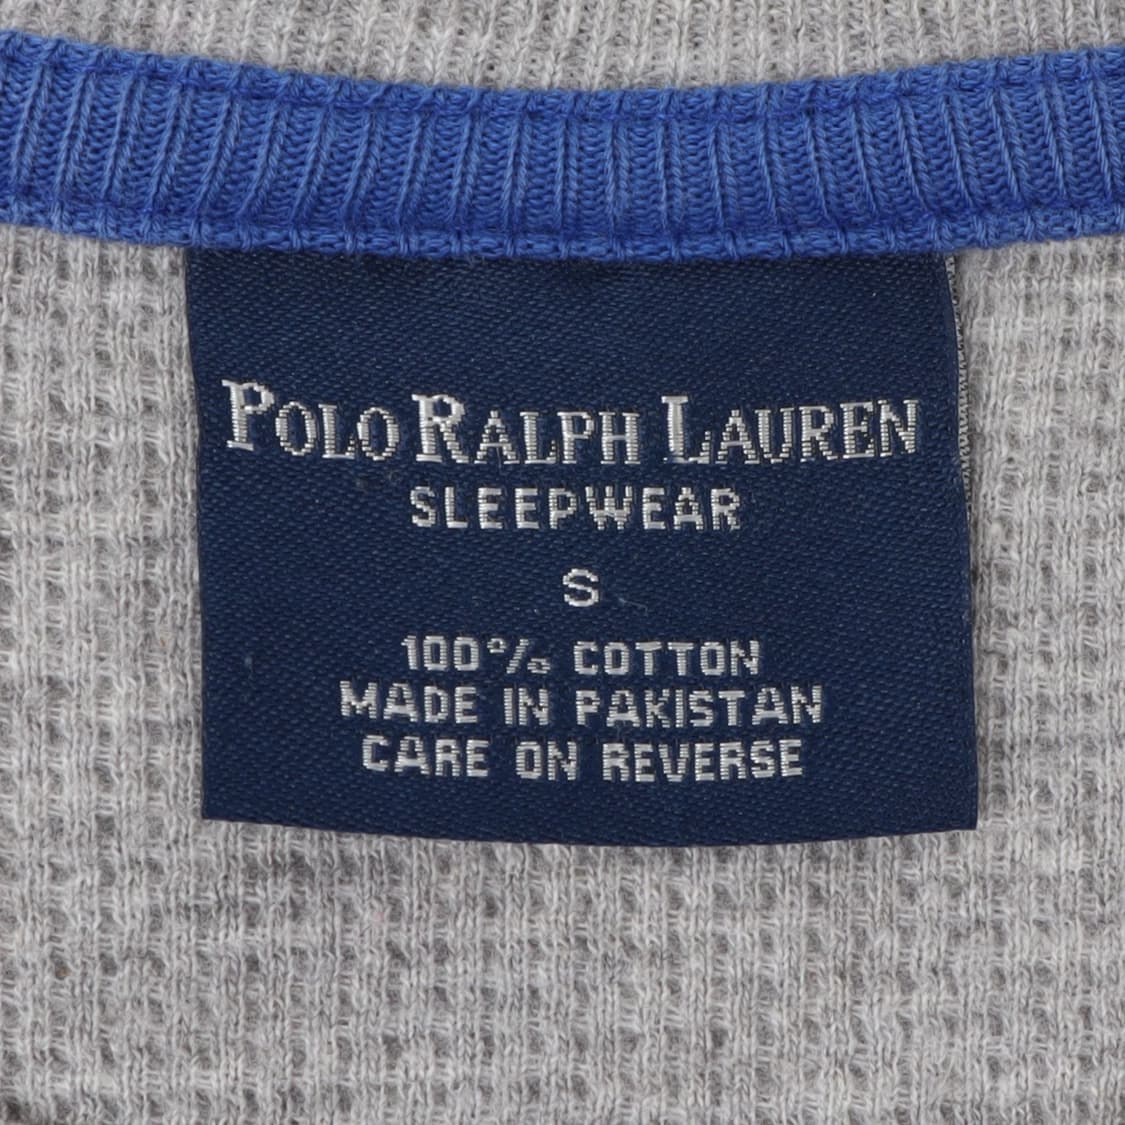 POLO RALPH LAUREN
SLEEPWEAR
S
100% COTTON
MADE IN PAKISTAN
CARE ON REVERSE